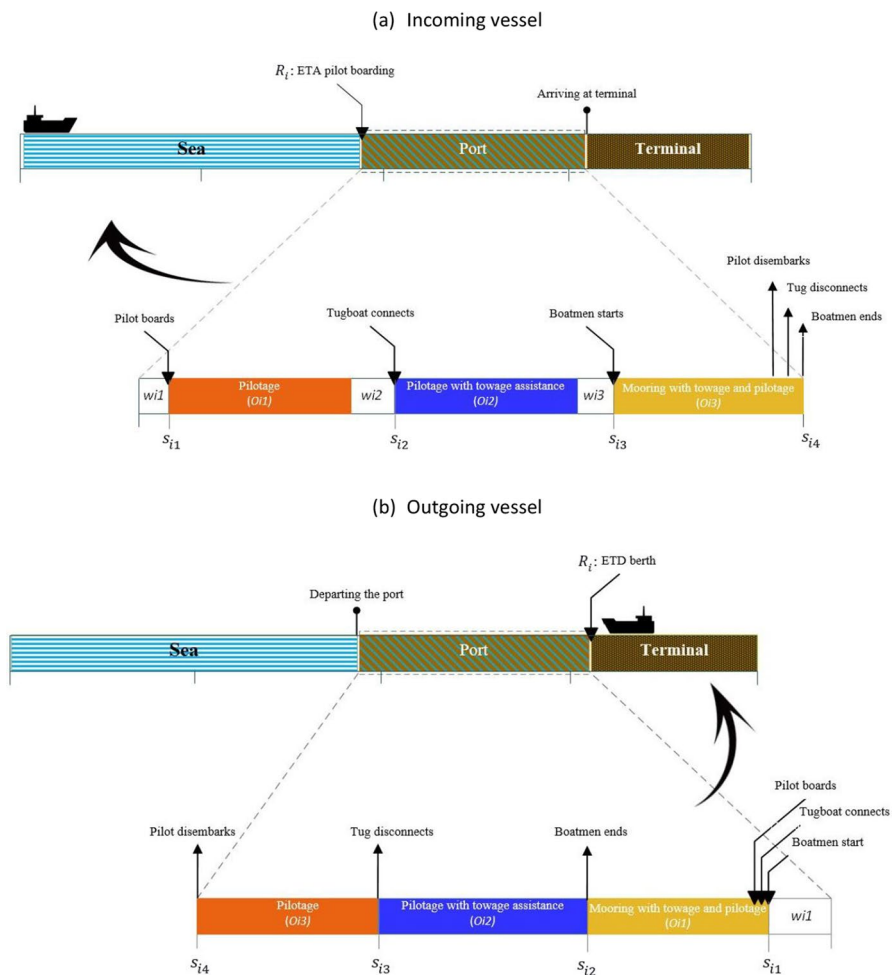 (a) Incoming vessel
R_i: ETA pilot boarding
Arriving at terminal
Sea
Port
Terminal
Pilot disembarks
Tug disconnects
Pilot boards
Tugboat connects
Boatmen starts
Boatmen ends
wi1
Pilotage
(Oi1)
wi2
Pilotage with towage assistance
(Oi2)
wi3
Mooring with towage and pilotage
(Oi3)
s_i1
s_i2
s_i3
s_i4
(b) Outgoing vessel
R_i: ETD berth
Departing the port
Sea
Port
Terminal
Pilot boards
Tugboat connects
Pilot disembarks
Tug disconnects
Boatmen ends
Boatmen start
Pilotage
(Oi3)
Pilotage with towage assistance
(Oi2)
Mooring with towage and pilotage
(Oi1)
wi1
s_i4
s_i3
s_i2
s_i1